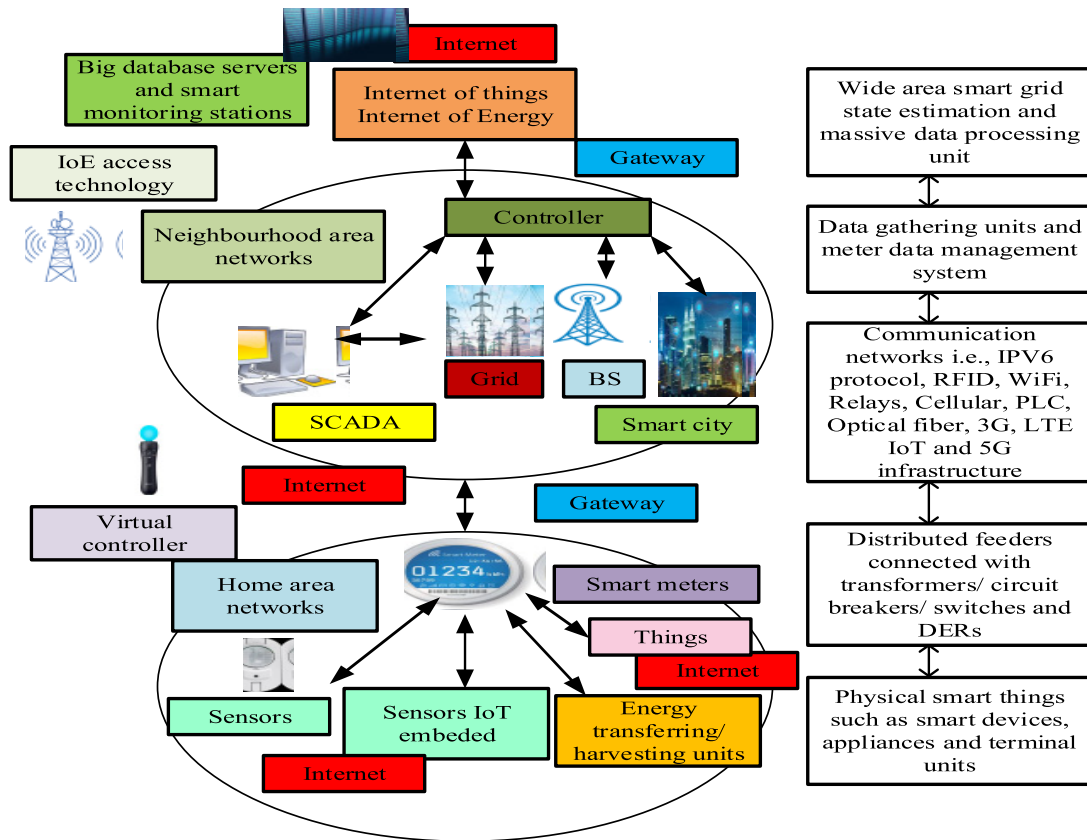 Internet
Big database servers
and smart
monitoring stations
Internet of things
Internet of Energy
Gateway
IoE access
technology
Controller
Neighbourhood area
networks
Grid
BS
SCADA
Smart city
Internet
Gateway
Virtual
controller
Home area
networks
Smart Meter
01234
Smart meters
Things
Internet
Sensors
Sensors IoT
embeded
Internet
Energy
transferring/
harvesting units
Wide area smart grid
state estimation and
massive data processing
unit
Data gathering units and
meter data management
system
Communication
networks i.e., IPV6
protocol, RFID, WiFi,
Relays, Cellular, PLC,
Optical fiber, 3G, LTE
IoT and 5G
infrastructure
Distributed feeders
connected with
transformers/ circuit
breakers/ switches and
DERs
Physical smart things
such as smart devices,
appliances and terminal
units